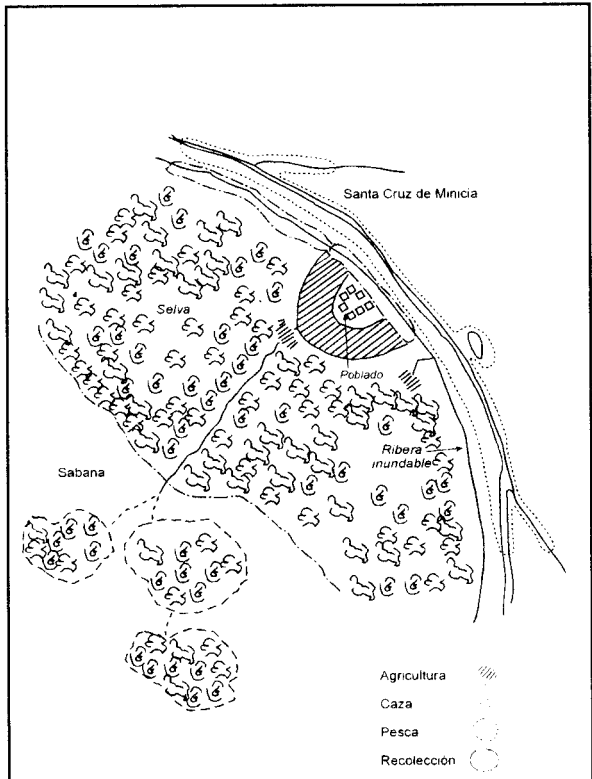 Santa Cruz de Minicia
Selva
Poblado
Ribera
inundable
Sabana
Agricultura
Caza
Pesca
Recolección